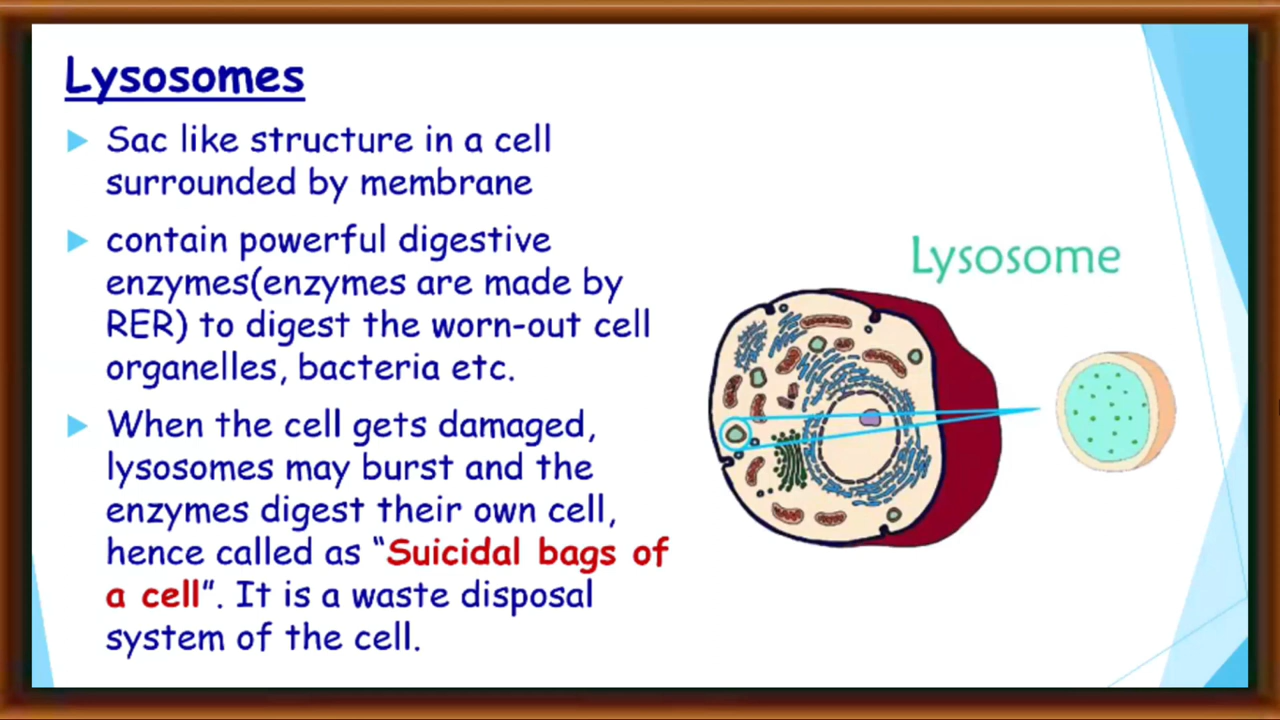 Lysosomes
Sac like structure in a cell
surrounded by membrane
contain powerful digestive
enzymes(enzymes are made by
RER) to digest the worn-out cell
organelles, bacteria etc.
When the cell gets damaged,
lysosomes may burst and the
enzymes digest their own cell,
hence called as “Suicidal bags of
a cell”. It is a waste disposal
system of the cell.
Lysosome